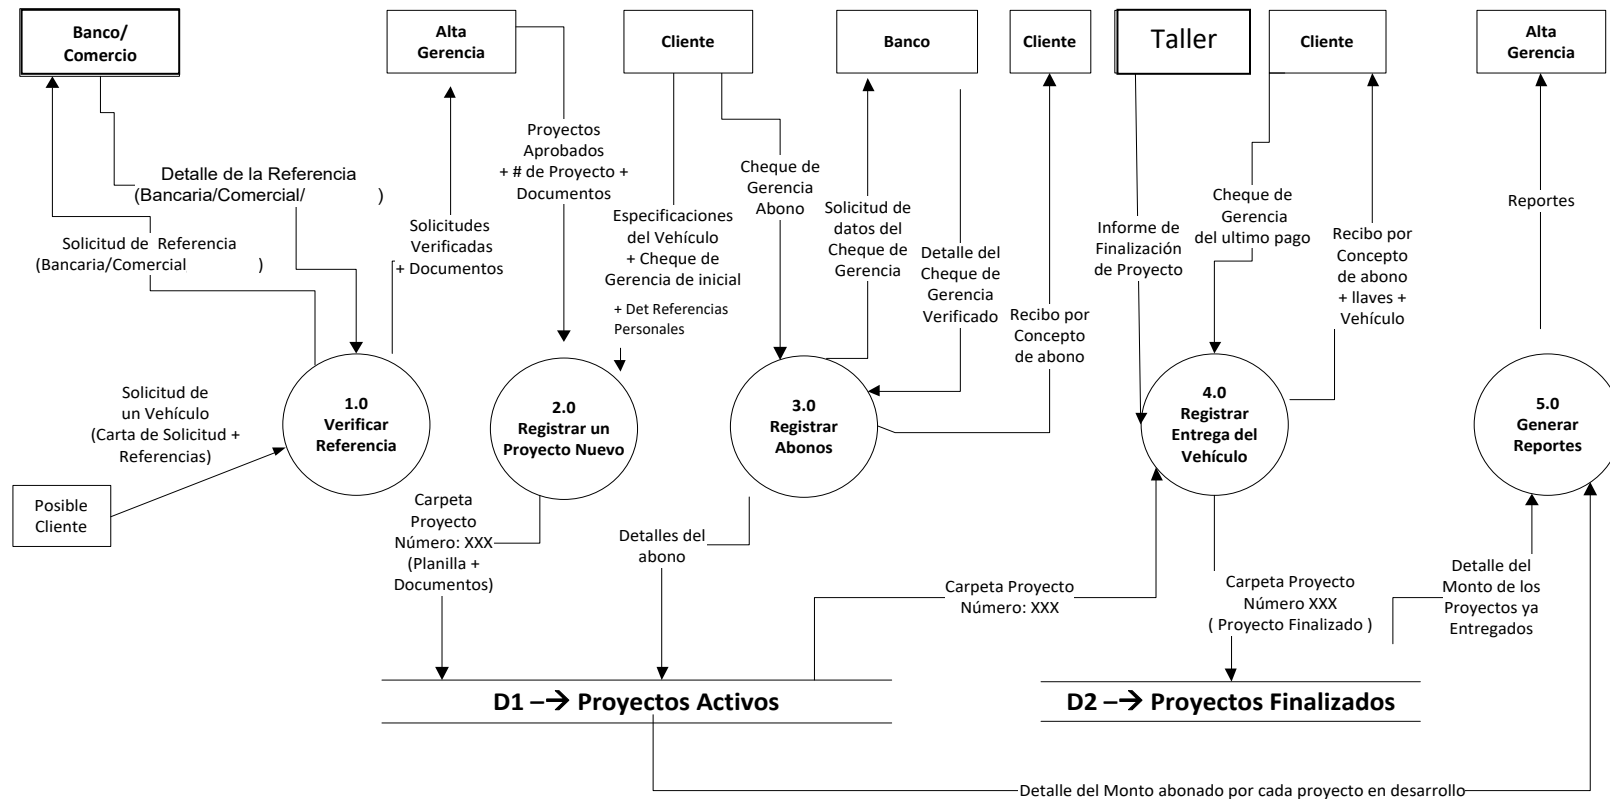 Banco/
Comercio
Alta
Gerencia
Cliente
Banco
Cliente
Taller
Cliente
Alta
Gerencia
Detalle de la Referencia
(Bancaria/Comercial/ )
Solicitud de Referencia
(Bancaria/Comercial )
Solicitudes
Verificadas
+ Documentos
Proyectos
Aprobados
+ # de Proyecto +
Documentos
Especificaciones
del Vehículo
+ Cheque de
Gerencia de inicial
+ Det Referencias
Personales
Cheque de
Gerencia
Abono
Solicitud de
datos del
Cheque de
Gerencia
Detalle del
Cheque de
Gerencia
Verificado
Recibo por
Concepto
de abono
Informe de
Finalización
de Proyecto
Cheque de
Gerencia
del ultimo pago
Recibo por
Concepto
de abono
+ llaves +
Vehículo
Reportes
Solicitud de
un Vehículo
(Carta de Solicitud +
Referencias)
Posible
Cliente
1.0
Verificar
Referencia
2.0
Registrar un
Proyecto Nuevo
3.0
Registrar
Abonos
4.0
Registrar
Entrega del
Vehículo
5.0
Generar
Reportes
Carpeta
Proyecto
Número: XXX
(Planilla +
Documentos)
Detalles del
abono
Carpeta Proyecto
Número: XXX
Carpeta Proyecto
Número XXX
( Proyecto Finalizado )
Detalle del
Monto de los
Proyectos ya
Entregados
D1 –→ Proyectos Activos
D2 –→ Proyectos Finalizados
Detalle del Monto abonado por cada proyecto en desarrollo